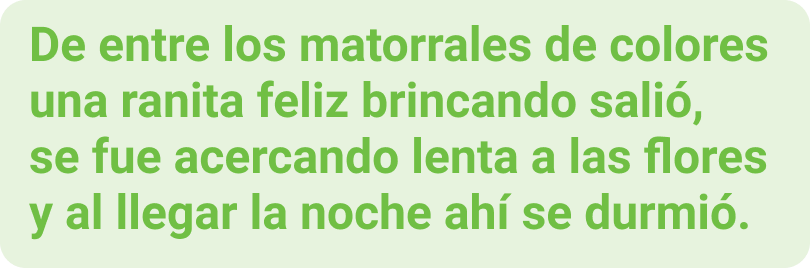 De entre los matorrales de colores
una ranita feliz brincando salió,
se fue acercando lenta a las flores
y al llegar la noche ahí se durmió.